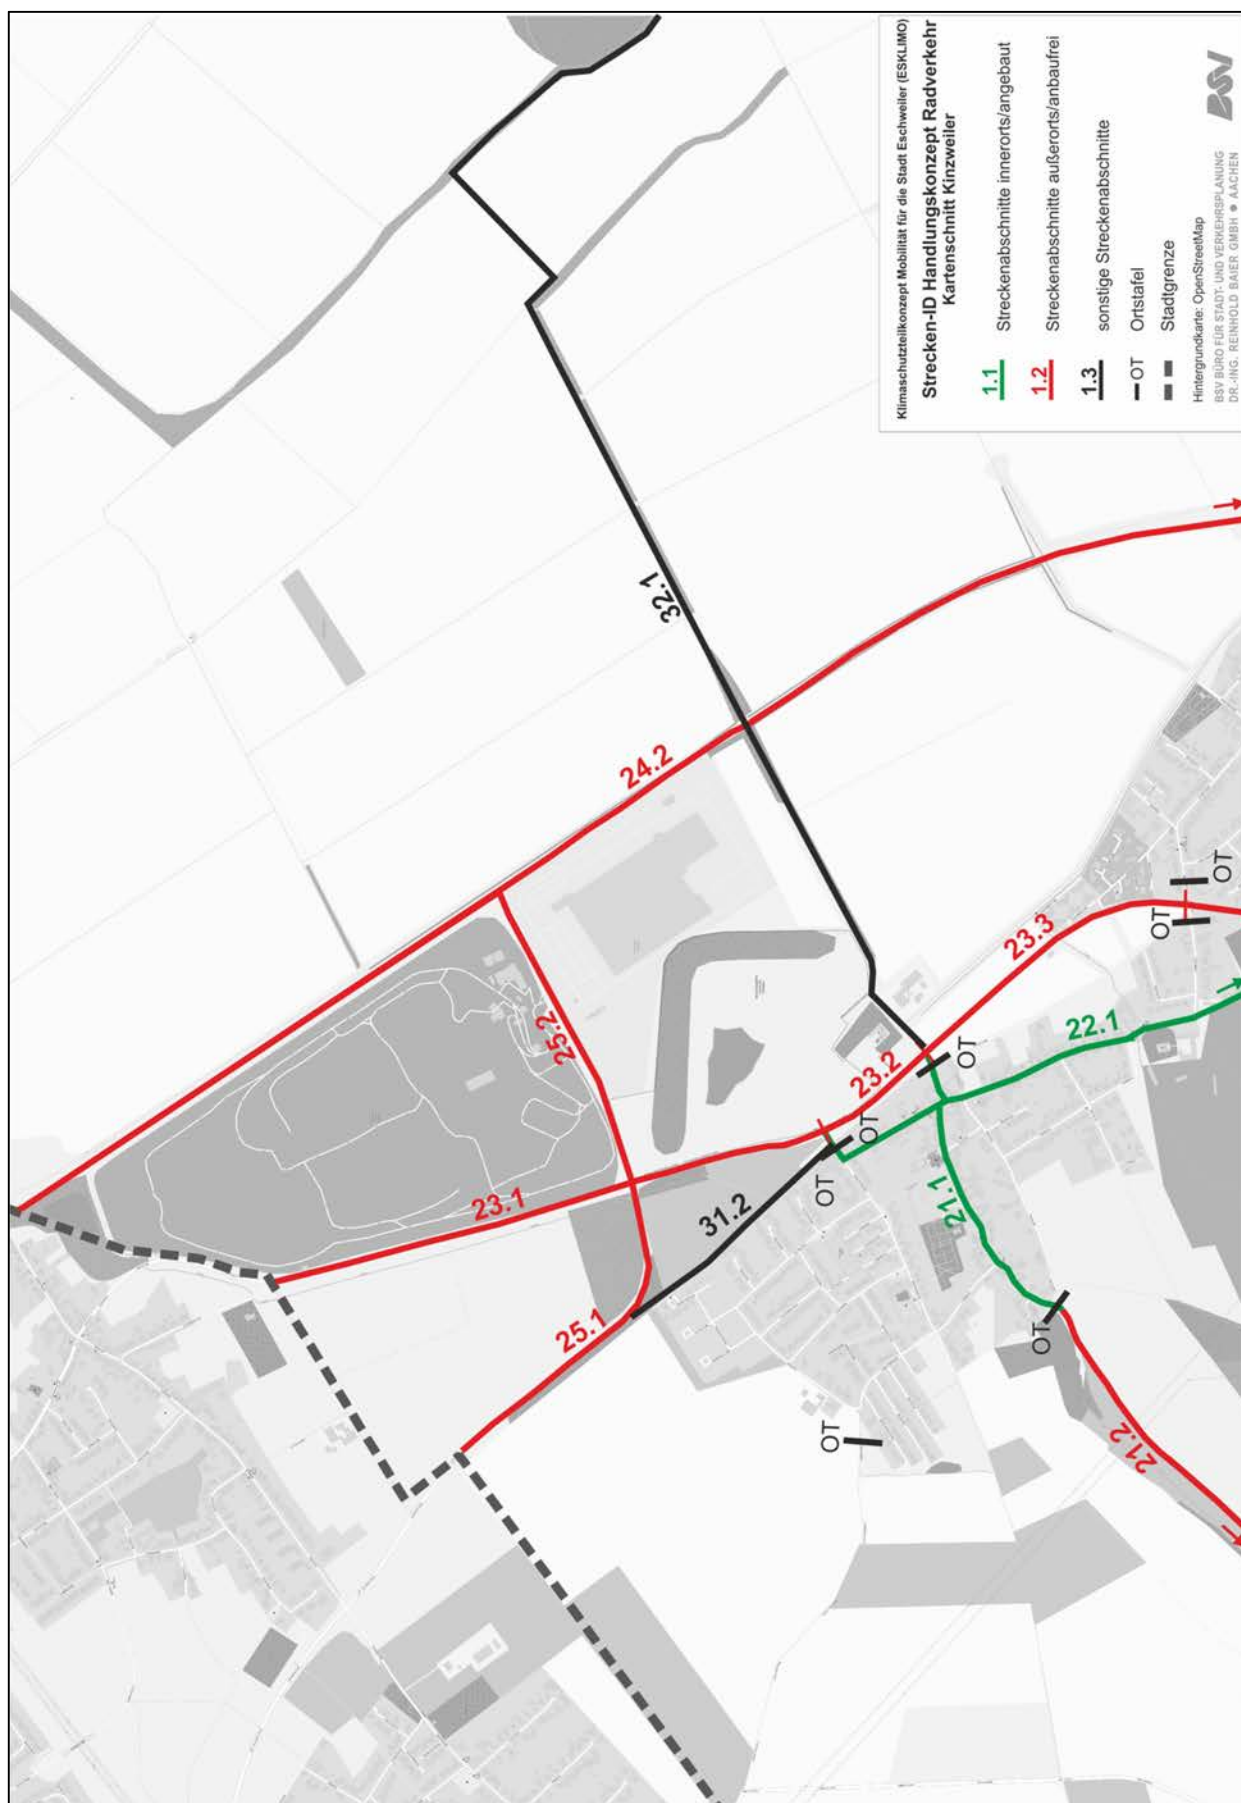 Klimaschutzteilkonzept Mobilität für die Stadt Eschweiler (ESKLIMO)
Strecken-ID Handlungskonzept Radverkehr
Kartenschnitt Kinzweiler
1.1 Streckenabschnitte innerorts/angebaut
1.2 Streckenabschnitte außerorts/anbaufrei
1.3 sonstige Streckenabschnitte
OT Ortstafel
Stadtgrenze
Hintergrundkarte: OpenStreetMap
BSV BÜRO FÜR STADT- UND VERKEHRSPLANUNG
DR.-ING. REINHOLD BAIER GMBH ● AACHEN
BSV
32.1
24.2
25.2
23.1
25.1
31.2
23.2
23.3
22.1
21.1
21.2
OT
OT
OT
OT
OT
OT
OT